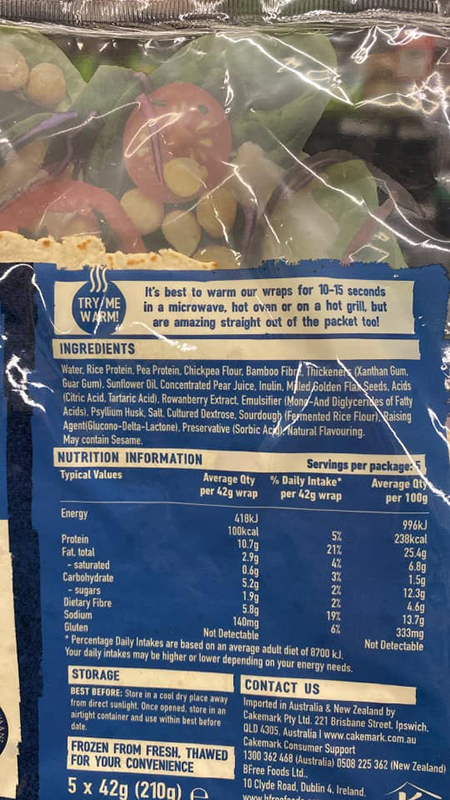 TRY ME
WARM!
It's best to warm our wraps for 10-15 seconds
in a microwave, hot oven or on a hot grill, but
are amazing straight out of the packet too!
INGREDIENTS
Water, Rice Protein, Pea Protein, Chickpea Flour, Bamboo Fibre, Thickeners (Xanthan Gum,
Guar Gum), Sunflower Oil, Concentrated Pear Juice, Inulin, Milled Golden Flax Seeds, Acids
(Citric Acid, Tartaric Acid), Rowanberry Extract, Emulsifier (Mono-And Diglycerides of Fatty
Acids), Psyllium Husk, Salt, Cultured Dextrose, Sourdough (Fermented Rice Flour), Raising
Agent(Glucono-Delta-Lactone), Preservative (Sorbic Acid), Natural Flavouring.
May contain Sesame.
NUTRITION INFORMATION Servings per package: 5
Typical Values Average Qty per 42g wrap % Daily Intake* per 42g wrap Average Qty per 100g
Energy 418kJ 996kJ
100kcal 5% 238kcal
Protein 10.7g 21% 25.4g
Fat, total 2.9g 4% 6.8g
- saturated 0.6g 3% 1.5g
Carbohydrate 5.2g 2% 12.3g
- sugars 1.9g 2% 4.6g
Dietary Fibre 5.8g 19% 13.7g
Sodium 140mg 6% 333mg
Gluten Not Detectable Not Detectable
* Percentage Daily Intakes are based on an average adult diet of 8700 kJ.
Your daily intakes may be higher or lower depending on your energy needs.
STORAGE
BEST BEFORE: Store in a cool dry place away
from direct sunlight. Once opened, store in an
airtight container and use within best before
date.
FROZEN FROM FRESH, THAWED
FOR YOUR CONVENIENCE
5 x 42g (210g) e
CONTACT US
Imported in Australia & New Zealand by
Cakemark Pty Ltd. 221 Brisbane Street, Ipswich.
QLD 4305, Australia | www.cakemark.com.au
Cakemark Consumer Support
1300 362 468 (Australia) 0508 225 362 (New Zealand)
BFree Foods Ltd.,
10 Clyde Road, Dublin 4, Ireland.